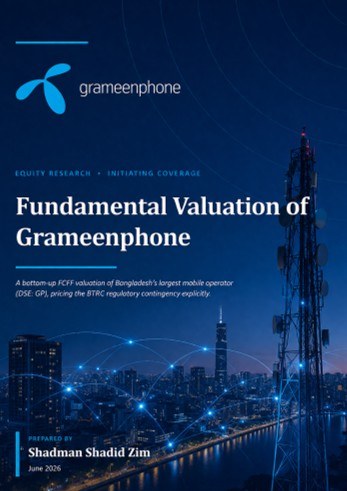 grameenphone
EQUITY RESEARCH • INITIATING COVERAGE
Fundamental Valuation of
Grameenphone
A bottom-up FCFF valuation of Bangladesh's largest mobile operator
(DSE: GP), pricing the BTRC regulatory contingency explicitly.
PREPARED BY
Shadman Shadid Zim
June 2026